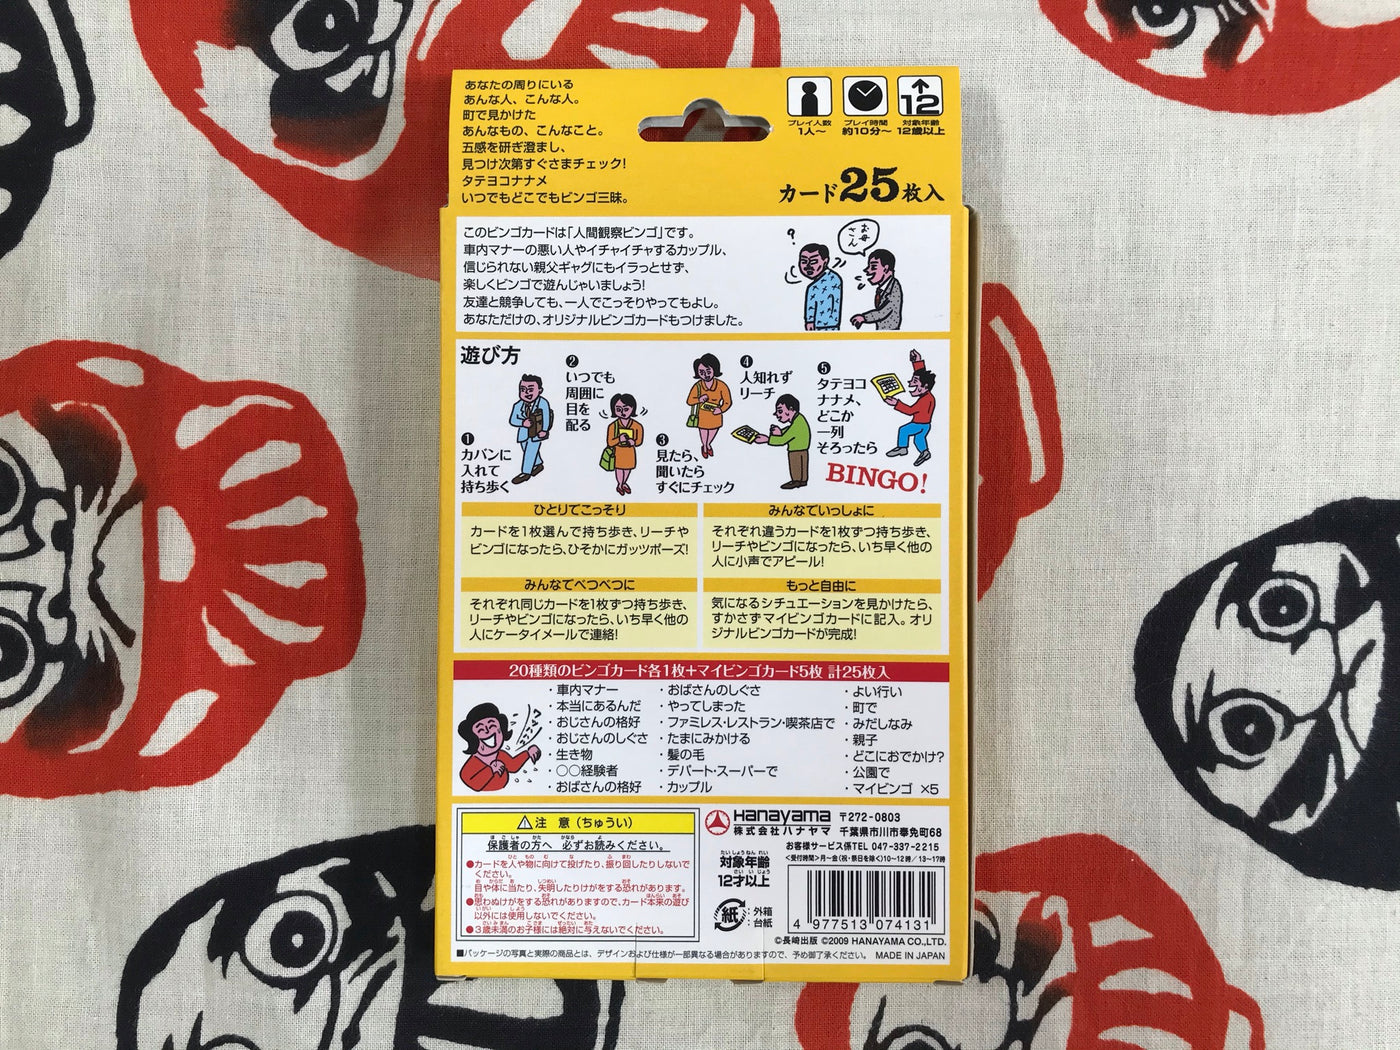 あなたの周りにいる
あんな人、こんな人。
町で見かけた
あんなもの、こんなこと。
五感を研ぎ澄まし、
見つけ次第すぐさまチェック!
タテヨコナナメ
いつでもどこでもビンゴ三昧。
12
プレイ人数
1人〜
プレイ時間
約10分〜
対象年齢
12歳以上
カード25枚入
このビンゴカードは「人間観察ビンゴ」です。
車内マナーの悪い人やイチャイチャするカップル、
信じられない親父ギャグにもイラっとせず、
楽しくビンゴで遊んじゃいましょう!
友達と競争しても、一人でこっそりやってもよし。
あなただけの、オリジナルビンゴカードもつけました。
?
お母
さん
遊び方
❶
カバンに
入れて
持ち歩く
❷
いつでも
周囲に
目を
配る
❸
見たら、
聞いたら
すぐにチェック
❹
人知れず
リーチ
❺
タテヨコ
ナナメ、
どこか
一列
そろったら
BINGO!
ひとりでこっそり
カードを1枚選んで持ち歩き、リーチや
ビンゴになったら、ひそかにガッツポーズ!
みんなでいっしょに
それぞれ違うカードを1枚ずつ持ち歩き、
リーチやビンゴになったら、いち早く他の
人に小声でアピール!
みんなでべつべつに
それぞれ同じカードを1枚ずつ持ち歩き、
リーチやビンゴになったら、いち早く他の
人にケータイメールで連絡!
もっと自由に
気になるシチュエーションを見かけたら、
すかさずマイビンゴカードに記入。オリ
ジナルビンゴカードが完成!
20種類のビンゴカード各1枚+マイビンゴカード5枚 計25枚入
・車内マナー
・本当にあるんだ
・おじさんの格好
・おじさんのしぐさ
・生き物
・○○経験者
・おばさんの格好
・おばさんのしぐさ
・やってしまった
・ファミレス・レストラン・喫茶店で
・たまにみかける
・髪の毛
・デパート・スーパーで
・カップル
・よい行い
・町で
・みだしなみ
・親子
・どこにおでかけ?
・公園で
・マイビンゴ ×5
注 意(ちゅうい)
保護者の方へ 必ずお読みください。
●カードを人や物に向けて投げたり、振り回したりしないで
ください。
目や体に当たり、失明したりけがをする恐れがあります。
●思わぬけがをする恐れがありますので、カード本来の遊び
以外には使用しないでください。
●3歳未満のお子様には絶対に与えないでください。
HANAYAMA
株式会社ハナヤマ
〒272-0803
千葉県市川市奉免町68
お客様サービス係TEL 047-337-2215
<受付時間>月〜金(祝・祭日を除く)10〜12時/13〜17時
たいしょうねんれい
対象年齢
さい いじょう
12才以上
紙
外箱
台紙
4 977513 074131
©長崎出版 ©2009 HANAYAMA CO.,LTD.
■パッケージの写真と実際の商品とは、デザインおよび仕様が一部異なる場合がありますので、予め御了承ください。 MADE IN JAPAN